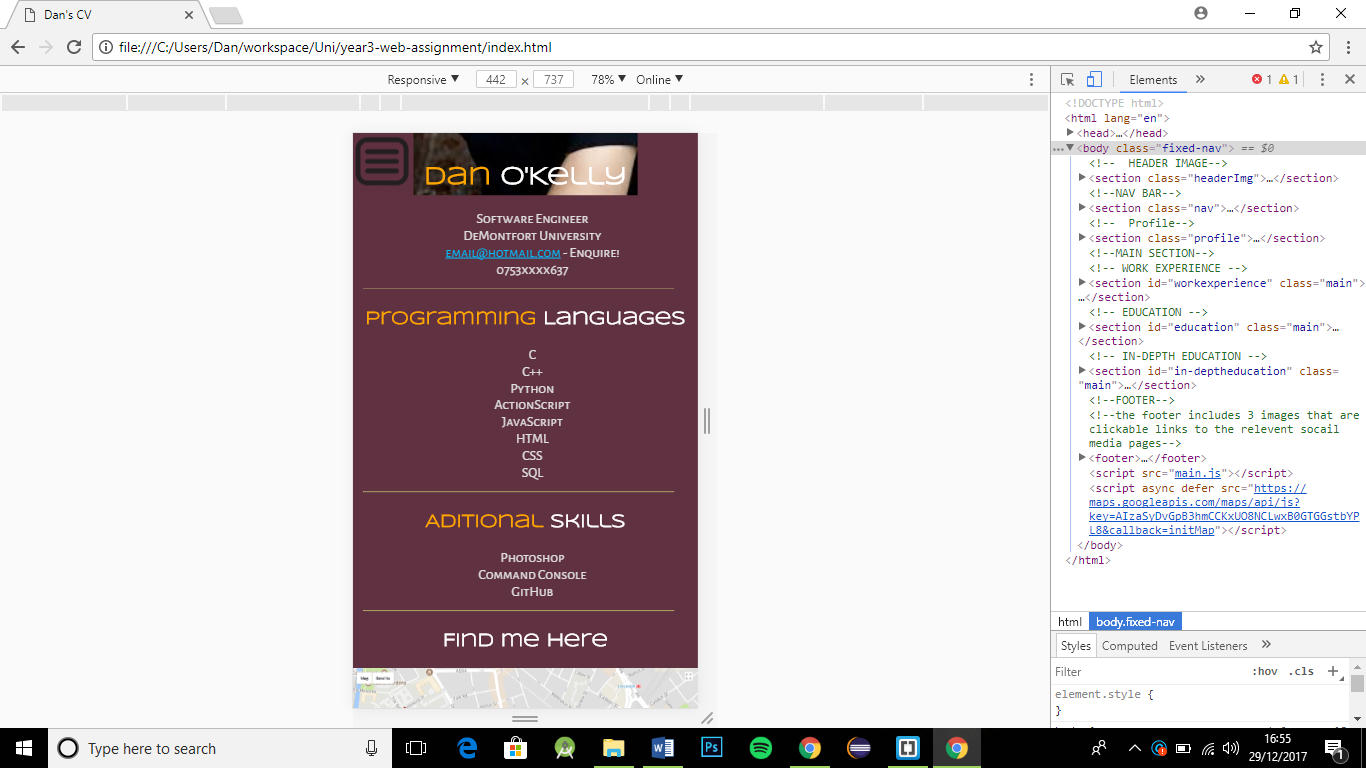 Dan's CV
file:///C:/Users/Dan/workspace/Uni/year3-web-assignment/index.html
Responsive ▼ 442 × 737 78% ▼ Online ▼
Elements » 1 1
Dan O'Kelly
Software Engineer
DeMontfort University
email@hotmail.com - Enquire!
0753xxxx637
Programming Languages
C
C++
Python
ActionScript
JavaScript
HTML
CSS
SQL
Aditional Skills
Photoshop
Command Console
GitHub
Find me Here
Map Satellite
<!DOCTYPE html>
<html lang="en">
▶<head>…</head>
…▼<body class="fixed-nav"> == $0
<!--  HEADER IMAGE-->
▶<section class="headerImg">…</section>
<!--NAV BAR-->
▶<section class="nav">…</section>
<!--  Profile-->
▶<section class="profile">…</section>
<!--MAIN SECTION-->
<!-- WORK EXPERIENCE -->
▶<section id="workexperience" class="main">
…</section>
<!-- EDUCATION -->
▶<section id="education" class="main">…
</section>
<!-- IN-DEPTH EDUCATION -->
▶<section id="in-deptheducation" class=
"main">…</section>
<!--FOOTER-->
<!--the footer includes 3 images that are
clickable links to the relevent socail
media pages-->
▶<footer>…</footer>
<script src="main.js"></script>
<script async defer src="https://
maps.googleapis.com/maps/api/js?
key=AIzaSyDvGpB3hmCCKxUO8NCLwxB0GTGGstbYP
L8&callback=initMap"></script>
</body>
</html>
html body.fixed-nav
Styles Computed Event Listeners »
Filter :hov .cls +
element.style {
}
Type here to search
16:55
29/12/2017
1